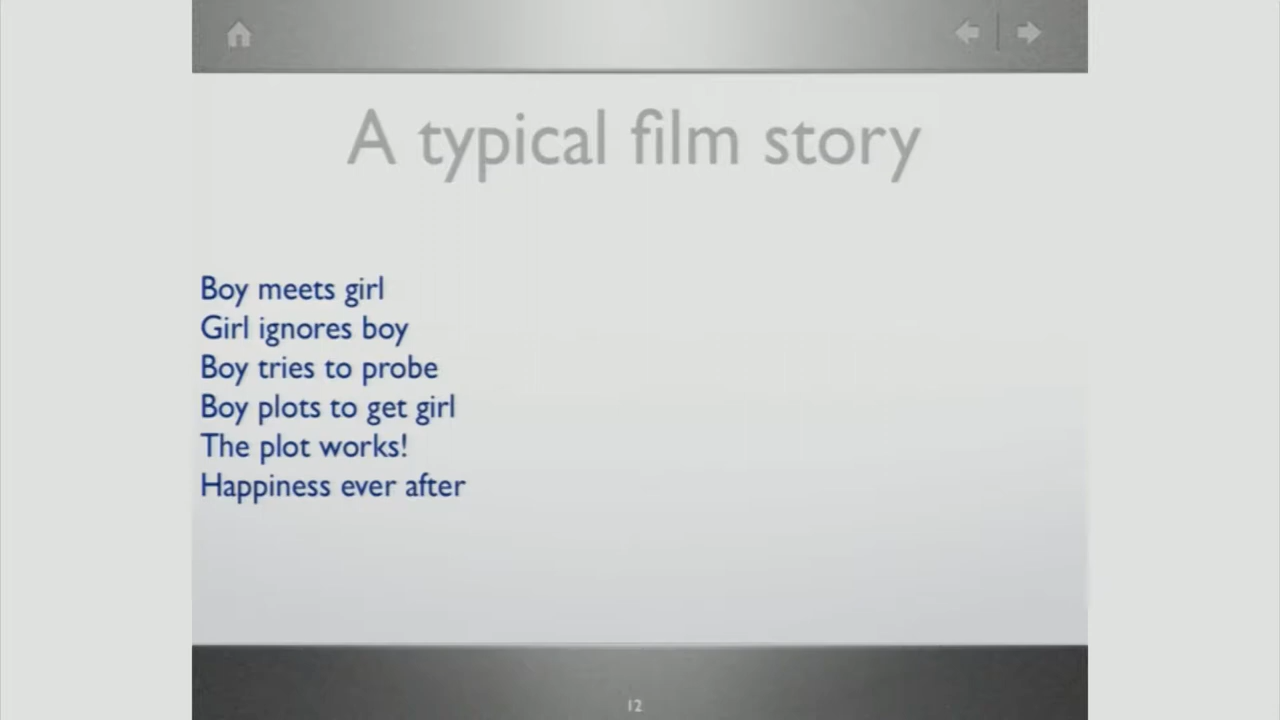 A typical film story
Boy meets girl
Girl ignores boy
Boy tries to probe
Boy plots to get girl
The plot works!
Happiness ever after
12